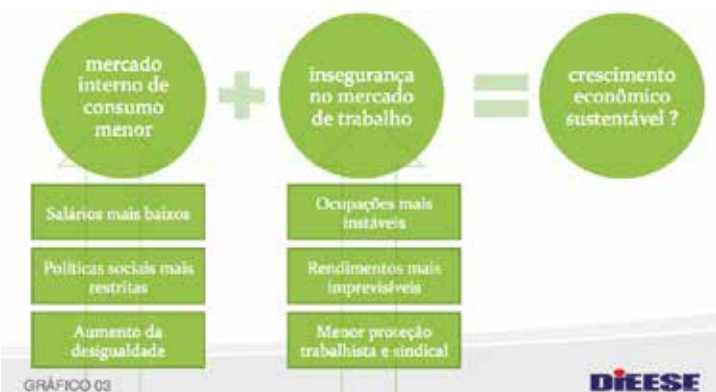 mercado
interno de
consumo
menor
+
insegurança
no mercado
de trabalho
=
crescimento
econômico
sustentável ?
Salários mais baixos
Políticas sociais mais
restritas
Aumento da
desigualdade
Ocupações mais
instáveis
Rendimentos mais
imprevisíveis
Menor proteção
trabalhista e sindical
GRÁFICO 03
DIEESE